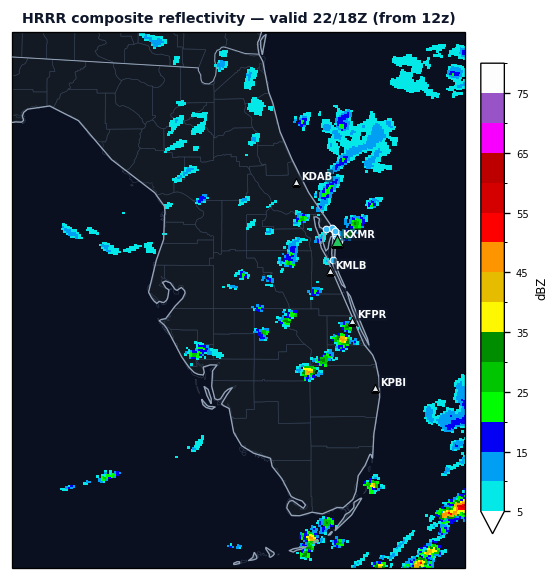 HRRR composite reflectivity — valid 22/18Z (from 12z)
KDAB
KXMR
KMLB
KFPR
KPBI
75
65
55
45
35
25
15
5
dBZ